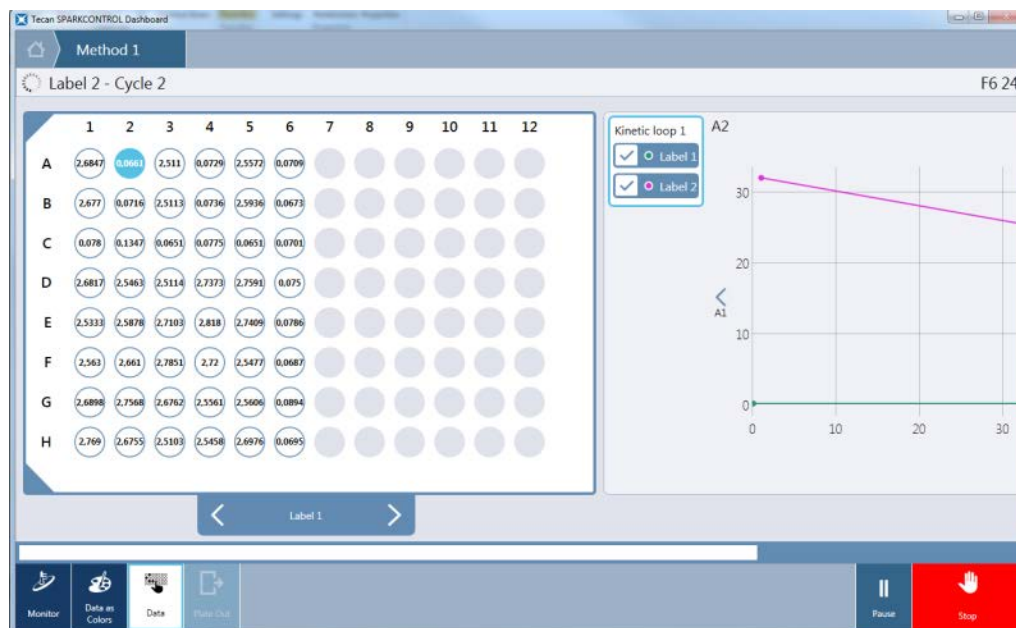 Tecan SPARKCONTROL Dashboard
Method 1
Label 2 - Cycle 2
F6 24
1 2 3 4 5 6 7 8 9 10 11 12
A 2,6847 0,0661 2,511 0,0729 2,5572 0,0709
B 2,677 0,0716 2,5113 0,0736 2,5936 0,0673
C 0,078 0,1347 0,0651 0,0775 0,0651 0,0701
D 2,6817 2,5463 2,5114 2,7373 2,7591 0,075
E 2,5333 2,5878 2,7103 2,818 2,7409 0,0786
F 2,563 2,661 2,7851 2,72 2,5477 0,0687
G 2,6898 2,7568 2,6762 2,5561 2,5606 0,0894
H 2,769 2,6755 2,5103 2,5458 2,6976 0,0695
Label 1
Kinetic loop 1
Label 1
Label 2
A2
30
20
A1
10
0
0 10 20 30
Monitor
Data as
Colors
Data
Plate Out
Pause
Stop